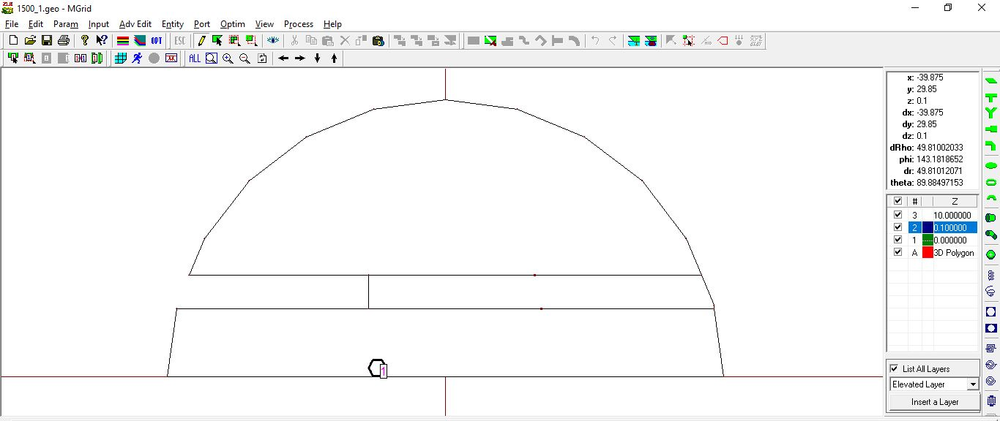 1500_1.geo - MGrid
File Edit Param Input Adv Edit Entity Port Optim View Process Help
OPT ESC
ALL
x: -39.875
y: 29.85
z: 0.1
dx: -39.875
dy: 29.85
dz: 0.1
dRho: 49.81002033
phi: 143.1818652
dr: 49.81012071
theta: 89.88497153
# Z
3 10.000000
2 0.100000
1 0.000000
A 3D Polygon
1
List All Layers
Elevated Layer
Insert a Layer